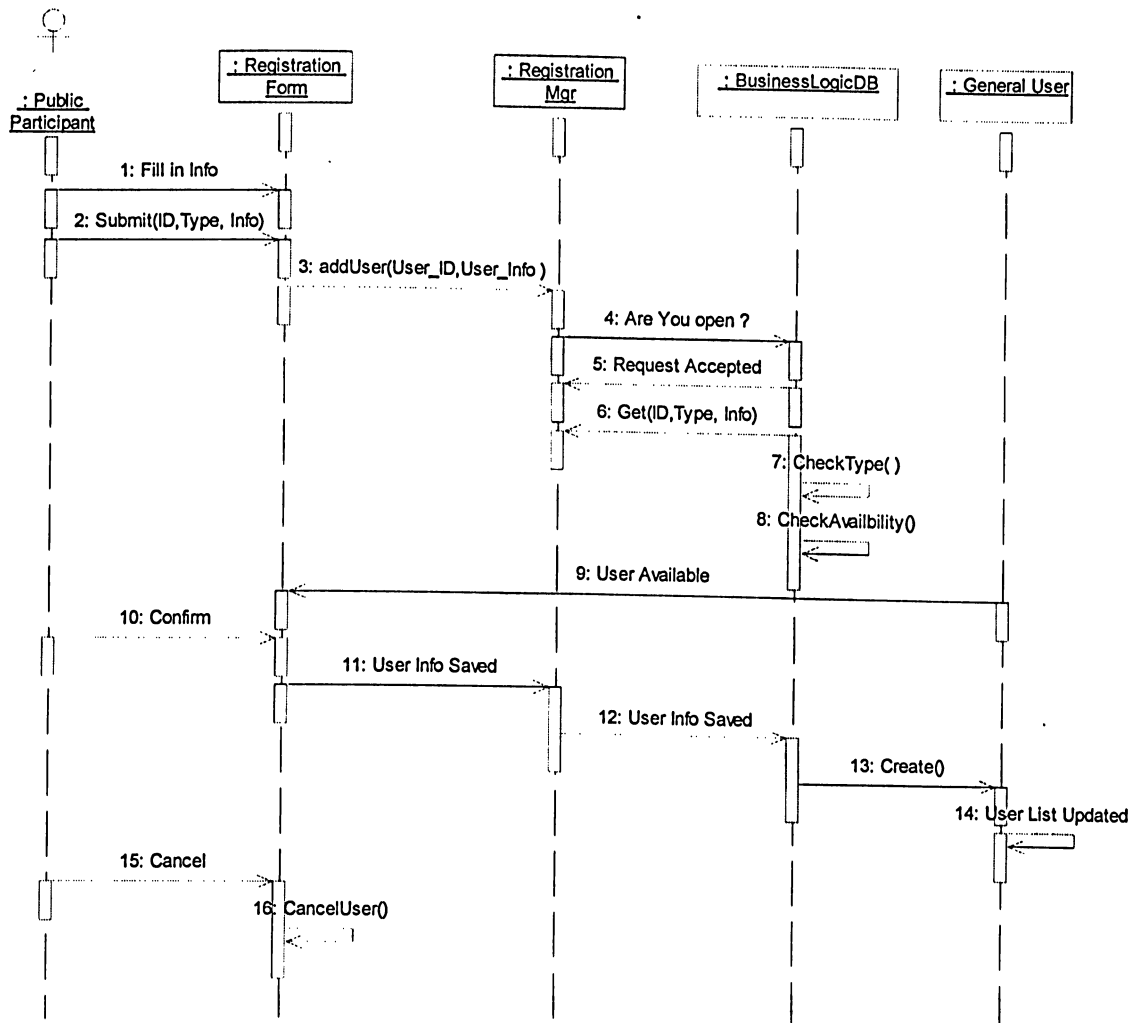 : Registration
Form
: Registration
Mgr
: BusinessLogicDB
: General User
: Public
Participant
1: Fill in Info
2: Submit(ID,Type, Info)
3: addUser(User_ID,User_Info )
4: Are You open ?
5: Request Accepted
6: Get(ID,Type, Info)
7: CheckType( )
8: CheckAvailbility()
9: User Available
10: Confirm
11: User Info Saved
12: User Info Saved
13: Create()
14: User List Updated
15: Cancel
16: CancelUser()